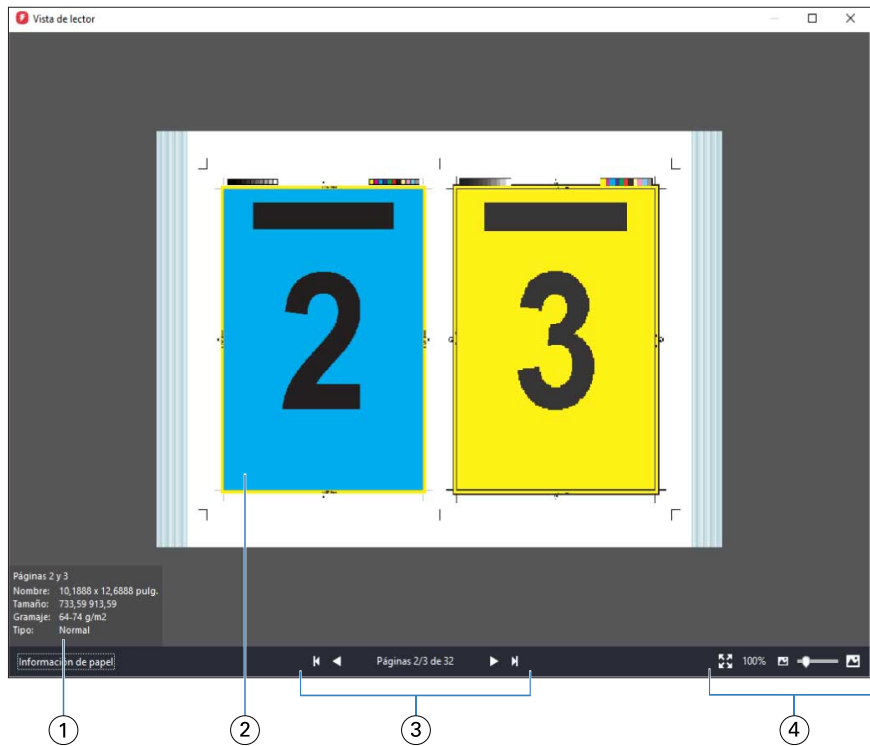 Vista de lector
2 3
Páginas 2 y 3
Nombre: 10,1888 x 12,6888 pulg.
Tamaño: 733,59 913,59
Gramaje: 64-74 g/m2
Tipo: Normal
Información de papel Páginas 2/3 de 32 100%
1 2 3 4